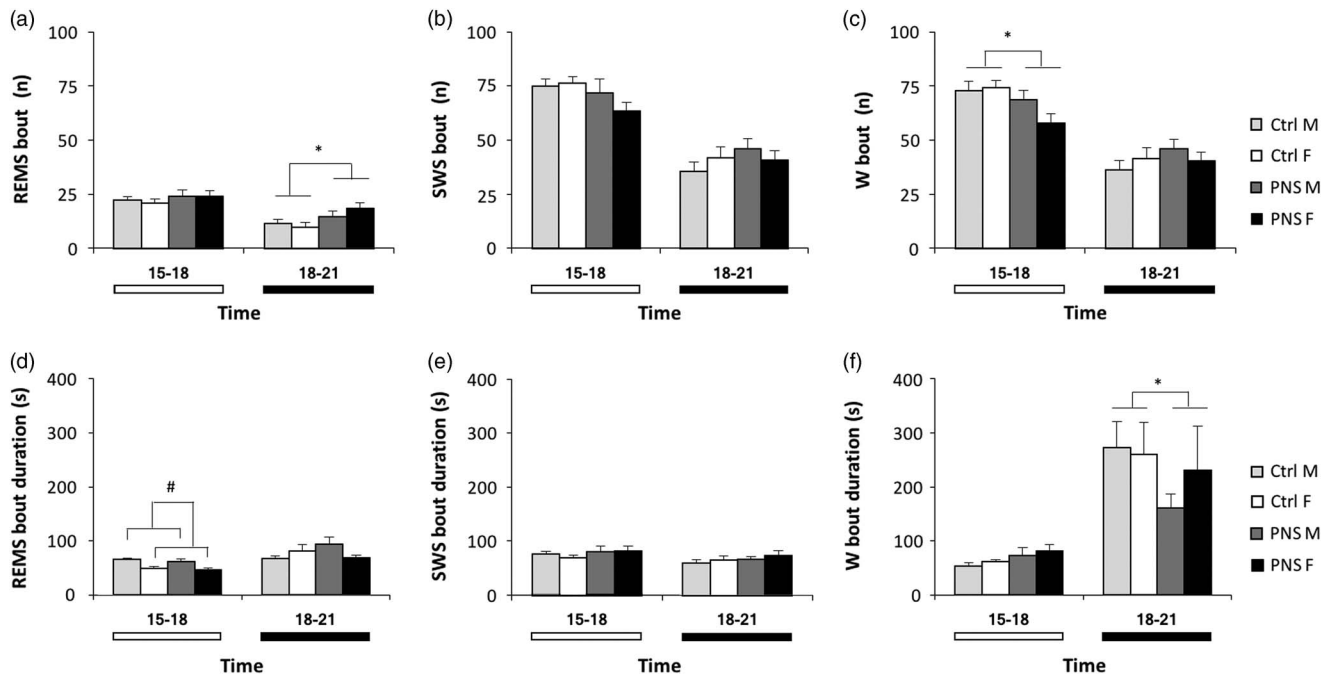 (a)
REMS bout (n)
100
75
50
25
0
*
15-18
18-21
Time
(b)
SWS bout (n)
100
75
50
25
0
15-18
18-21
Time
(c)
W bout (n)
100
75
50
25
0
*
15-18
18-21
Time
Ctrl M
Ctrl F
PNS M
PNS F
(d)
REMS bout duration (s)
400
300
200
100
0
#
15-18
18-21
Time
(e)
SWS bout duration (s)
400
300
200
100
0
15-18
18-21
Time
(f)
W bout duration (s)
400
300
200
100
0
*
15-18
18-21
Time
Ctrl M
Ctrl F
PNS M
PNS F